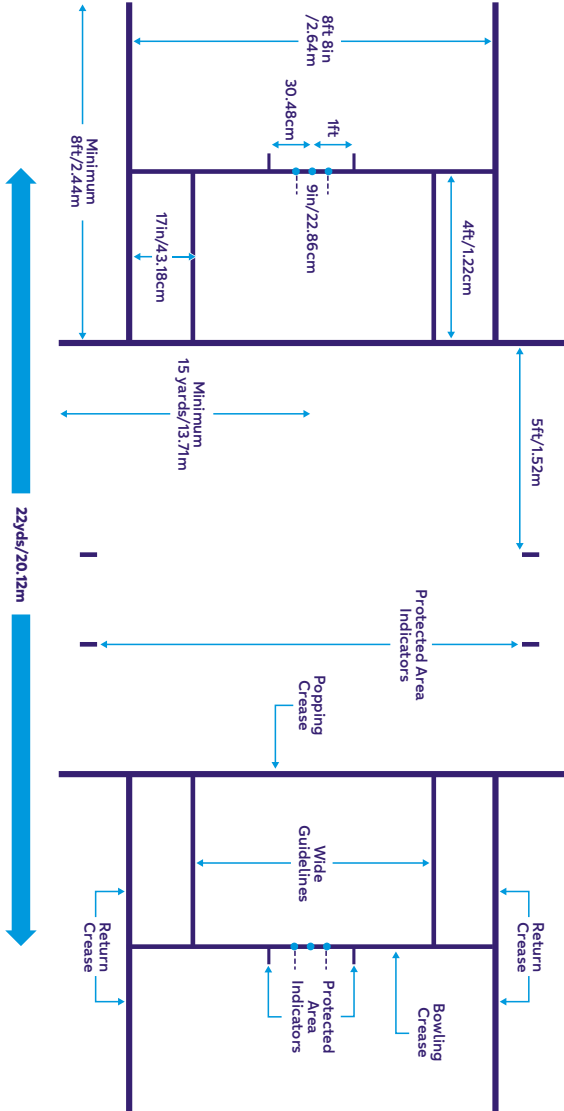 8ft 8in
/2.64m
30.48cm
1ft
Minimum
8ft/2.44m
9in/22.86cm
17in/43.18cm
4ft/1.22cm
Minimum
15 yards/13.71m
5ft/1.52m
22yds/20.12m
Protected Area
Indicators
Popping
Crease
Wide
Guidelines
Return
Crease
Return
Crease
Bowling
Crease
Protected
Area
Indicators